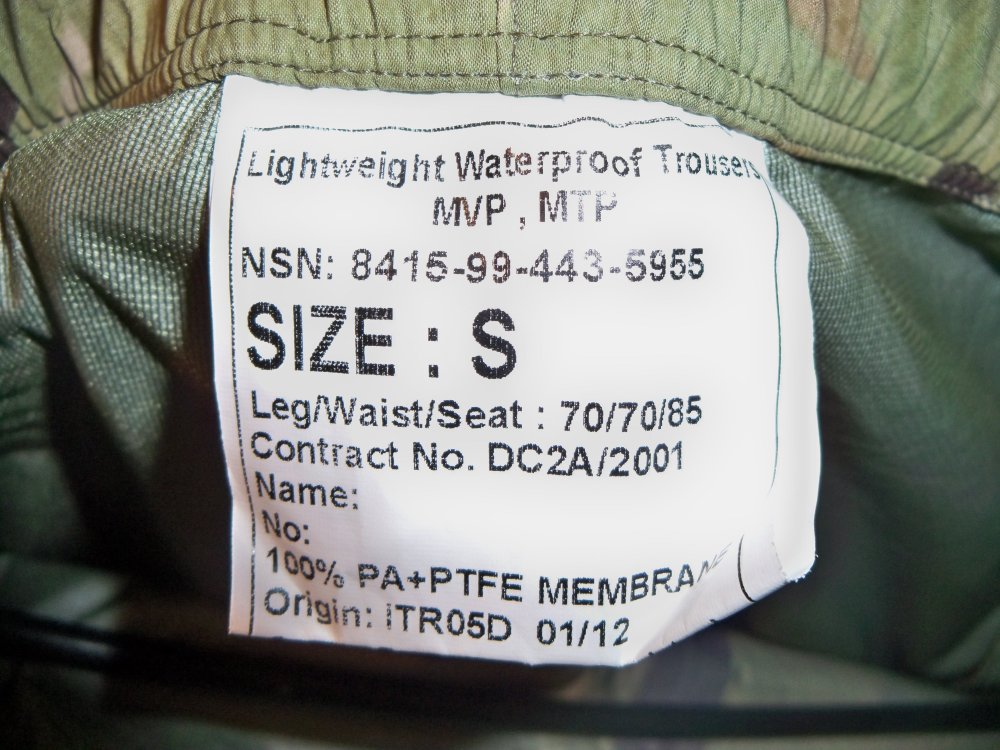 Lightweight Waterproof Trousers
MVP , MTP
NSN: 8415-99-443-5955
SIZE : S
Leg/Waist/Seat : 70/70/85
Contract No. DC2A/2001
Name:
No:
100% PA+PTFE MEMBRANE
Origin: ITR05D 01/12